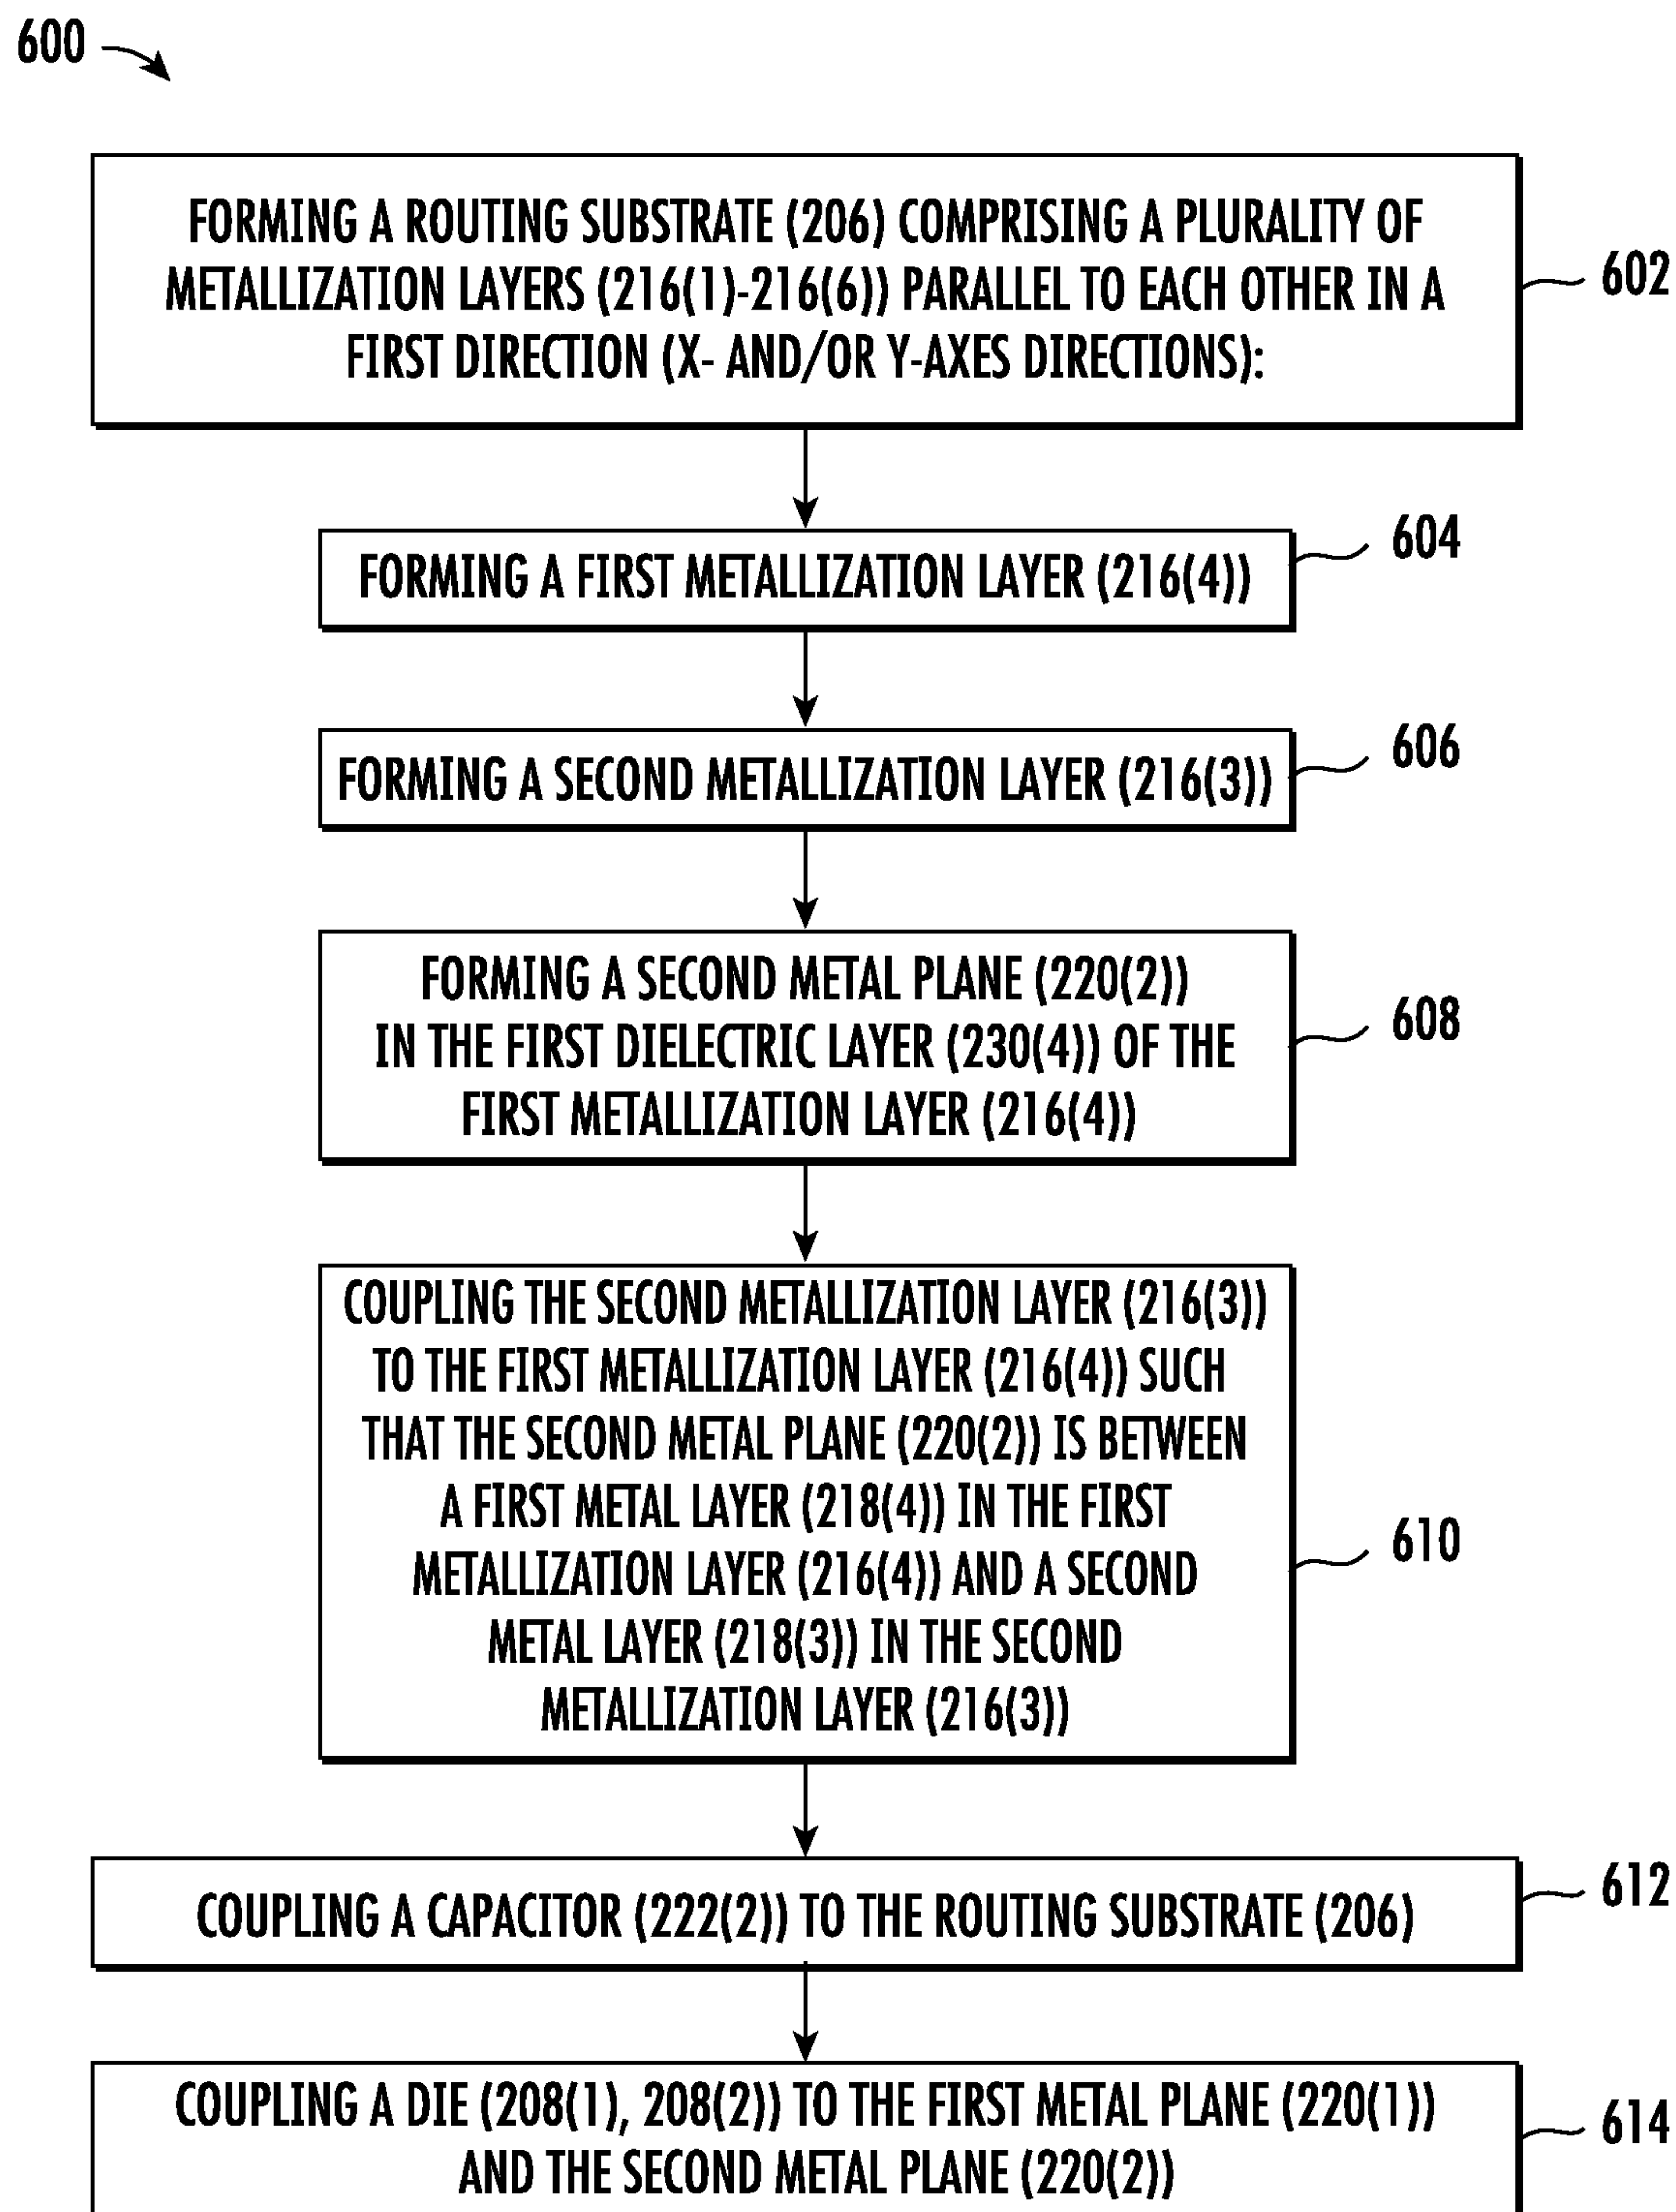 600
FORMING A ROUTING SUBSTRATE (206) COMPRISING A PLURALITY OF
METALLIZATION LAYERS (216(1)-216(6)) PARALLEL TO EACH OTHER IN A
FIRST DIRECTION (X- AND/OR Y-AXES DIRECTIONS):
602
FORMING A FIRST METALLIZATION LAYER (216(4))
604
FORMING A SECOND METALLIZATION LAYER (216(3))
606
FORMING A SECOND METAL PLANE (220(2))
IN THE FIRST DIELECTRIC LAYER (230(4)) OF THE
FIRST METALLIZATION LAYER (216(4))
608
COUPLING THE SECOND METALLIZATION LAYER (216(3))
TO THE FIRST METALLIZATION LAYER (216(4)) SUCH
THAT THE SECOND METAL PLANE (220(2)) IS BETWEEN
A FIRST METAL LAYER (218(4)) IN THE FIRST
METALLIZATION LAYER (216(4)) AND A SECOND
METAL LAYER (218(3)) IN THE SECOND
METALLIZATION LAYER (216(3))
610
COUPLING A CAPACITOR (222(2)) TO THE ROUTING SUBSTRATE (206)
612
COUPLING A DIE (208(1), 208(2)) TO THE FIRST METAL PLANE (220(1))
AND THE SECOND METAL PLANE (220(2))
614